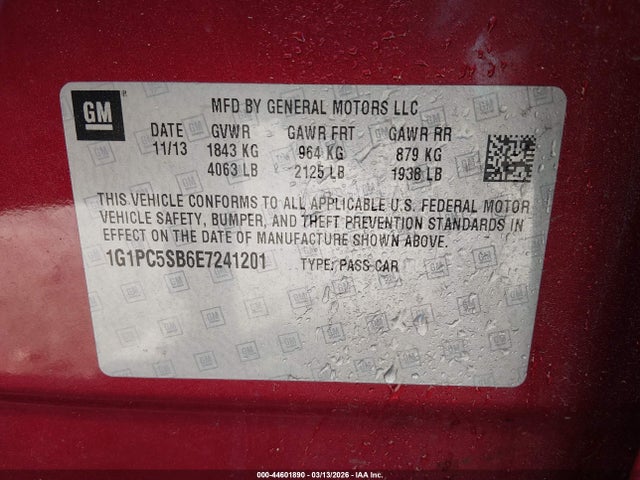 GM
MFD BY GENERAL MOTORS LLC
DATE GVWR GAWR FRT GAWR RR
11/13 1843 KG 964 KG 879 KG
4063 LB 2125 LB 1938 LB
THIS VEHICLE CONFORMS TO ALL APPLICABLE U.S. FEDERAL MOTOR
VEHICLE SAFETY, BUMPER, AND THEFT PREVENTION STANDARDS IN
EFFECT ON THE DATE OF MANUFACTURE SHOWN ABOVE.
1G1PC5SB6E7241201 TYPE: PASS CAR
000-44601890 - 03/13/2026 - IAA Inc.